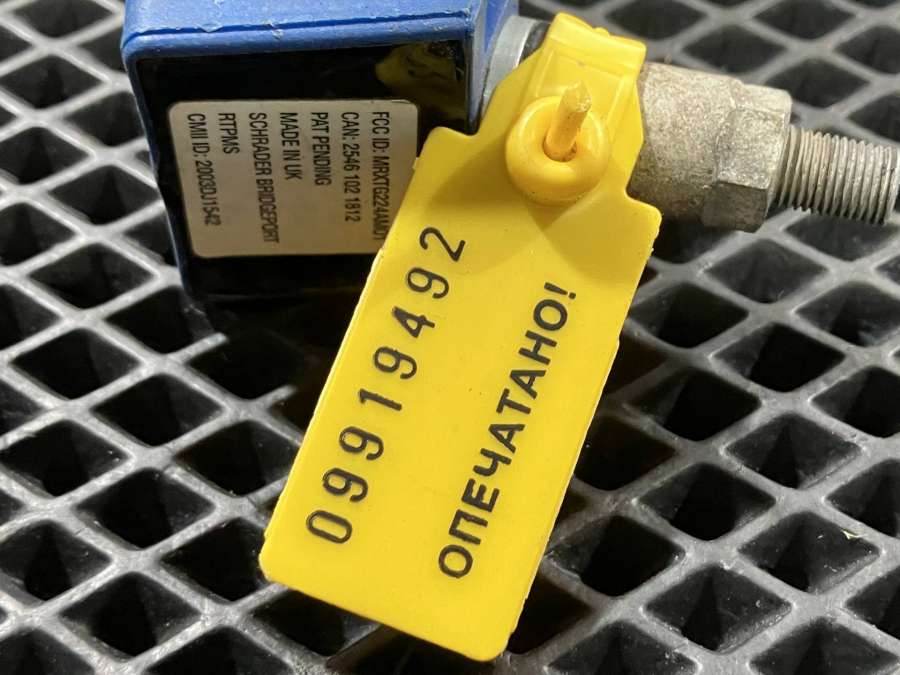 FCC ID: MRXTG224AM01
CAN: 2546 102 1812
PAT PENDING
MADE IN UK
SCHRADER BRIDGEPORT
RTPMS
CMII ID: 2003DJ1542
09919492
ОПЕЧАТАНО!